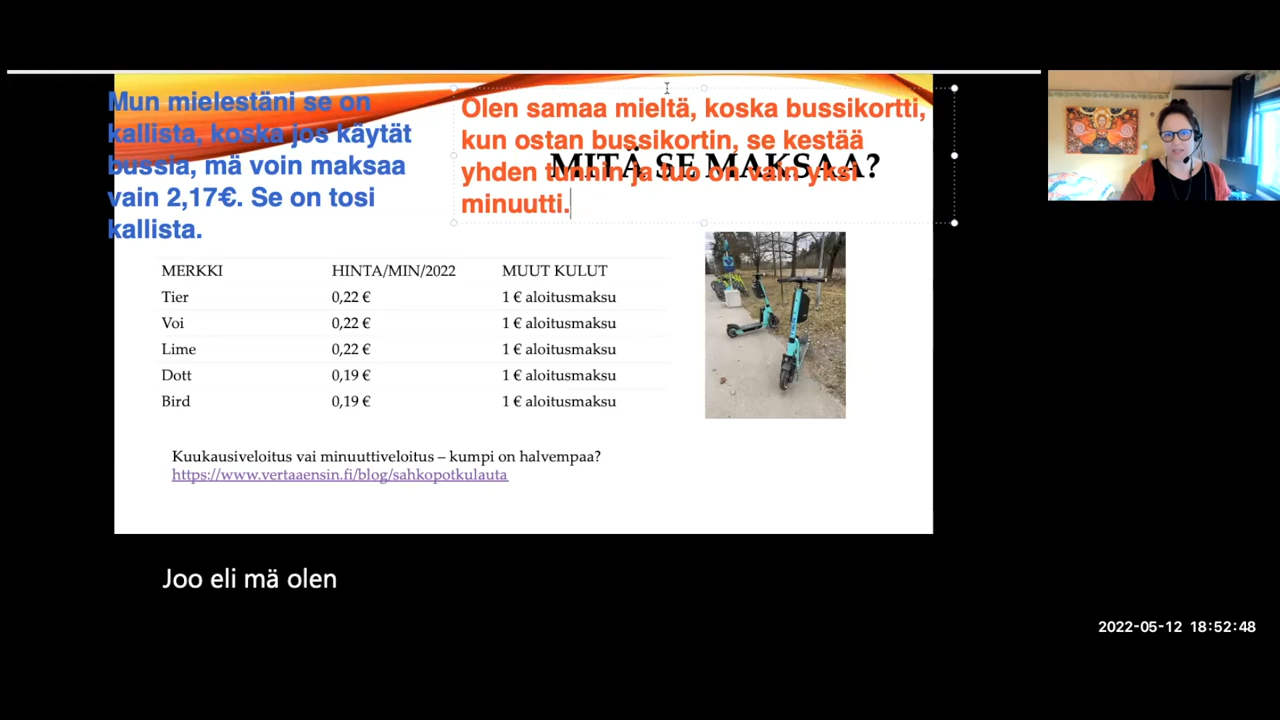 Mun mielestäni se on
kallista, koska jos käytät
bussia, mä voin maksaa
vain 2,17€. Se on tosi
kallista.
Olen samaa mieltä, koska bussikortti,
kun ostan bussikortin, se kestää
yhden tunnin ja tuo on vain yksi
minuutti.
MITÄ SE MAKSAA?
MERKKI HINTA/MIN/2022 MUUT KULUT
Tier 0,22 € 1 € aloitusmaksu
Voi 0,22 € 1 € aloitusmaksu
Lime 0,22 € 1 € aloitusmaksu
Dott 0,19 € 1 € aloitusmaksu
Bird 0,19 € 1 € aloitusmaksu
Kuukausiveloitus vai minuuttiveloitus – kumpi on halvempaa?
https://www.vertaaensin.fi/blog/sahkopotkulauta
Joo eli mä olen
2022-05-12 18:52:48